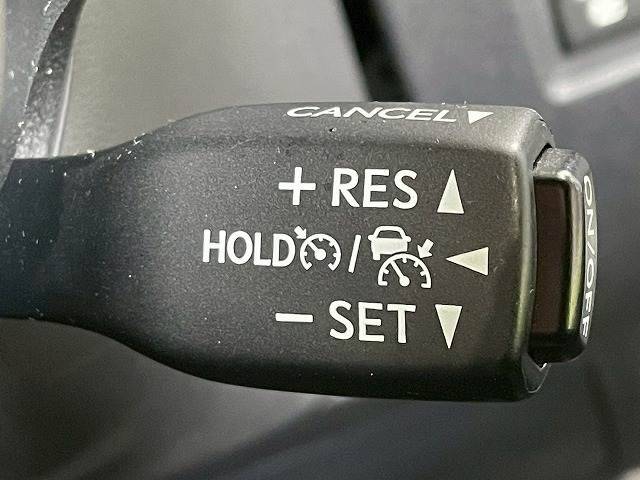 CANCEL▼
+ RES ▲
HOLD / ◀
− SET ▼
ON/OFF